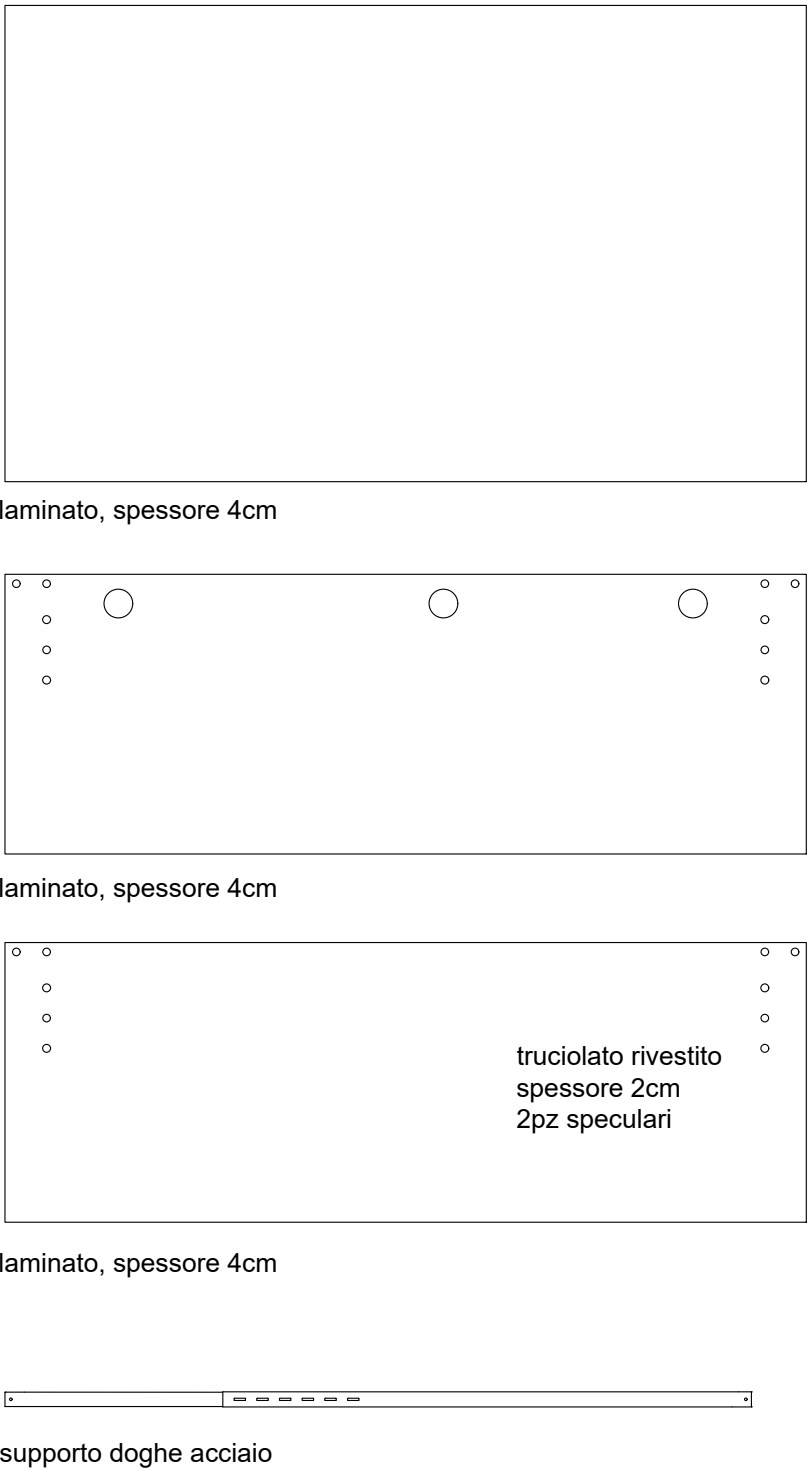 laminato, spessore 4cm
laminato, spessore 4cm
truciolato rivestito
spessore 2cm
2pz speculari
laminato, spessore 4cm
supporto doghe acciaio